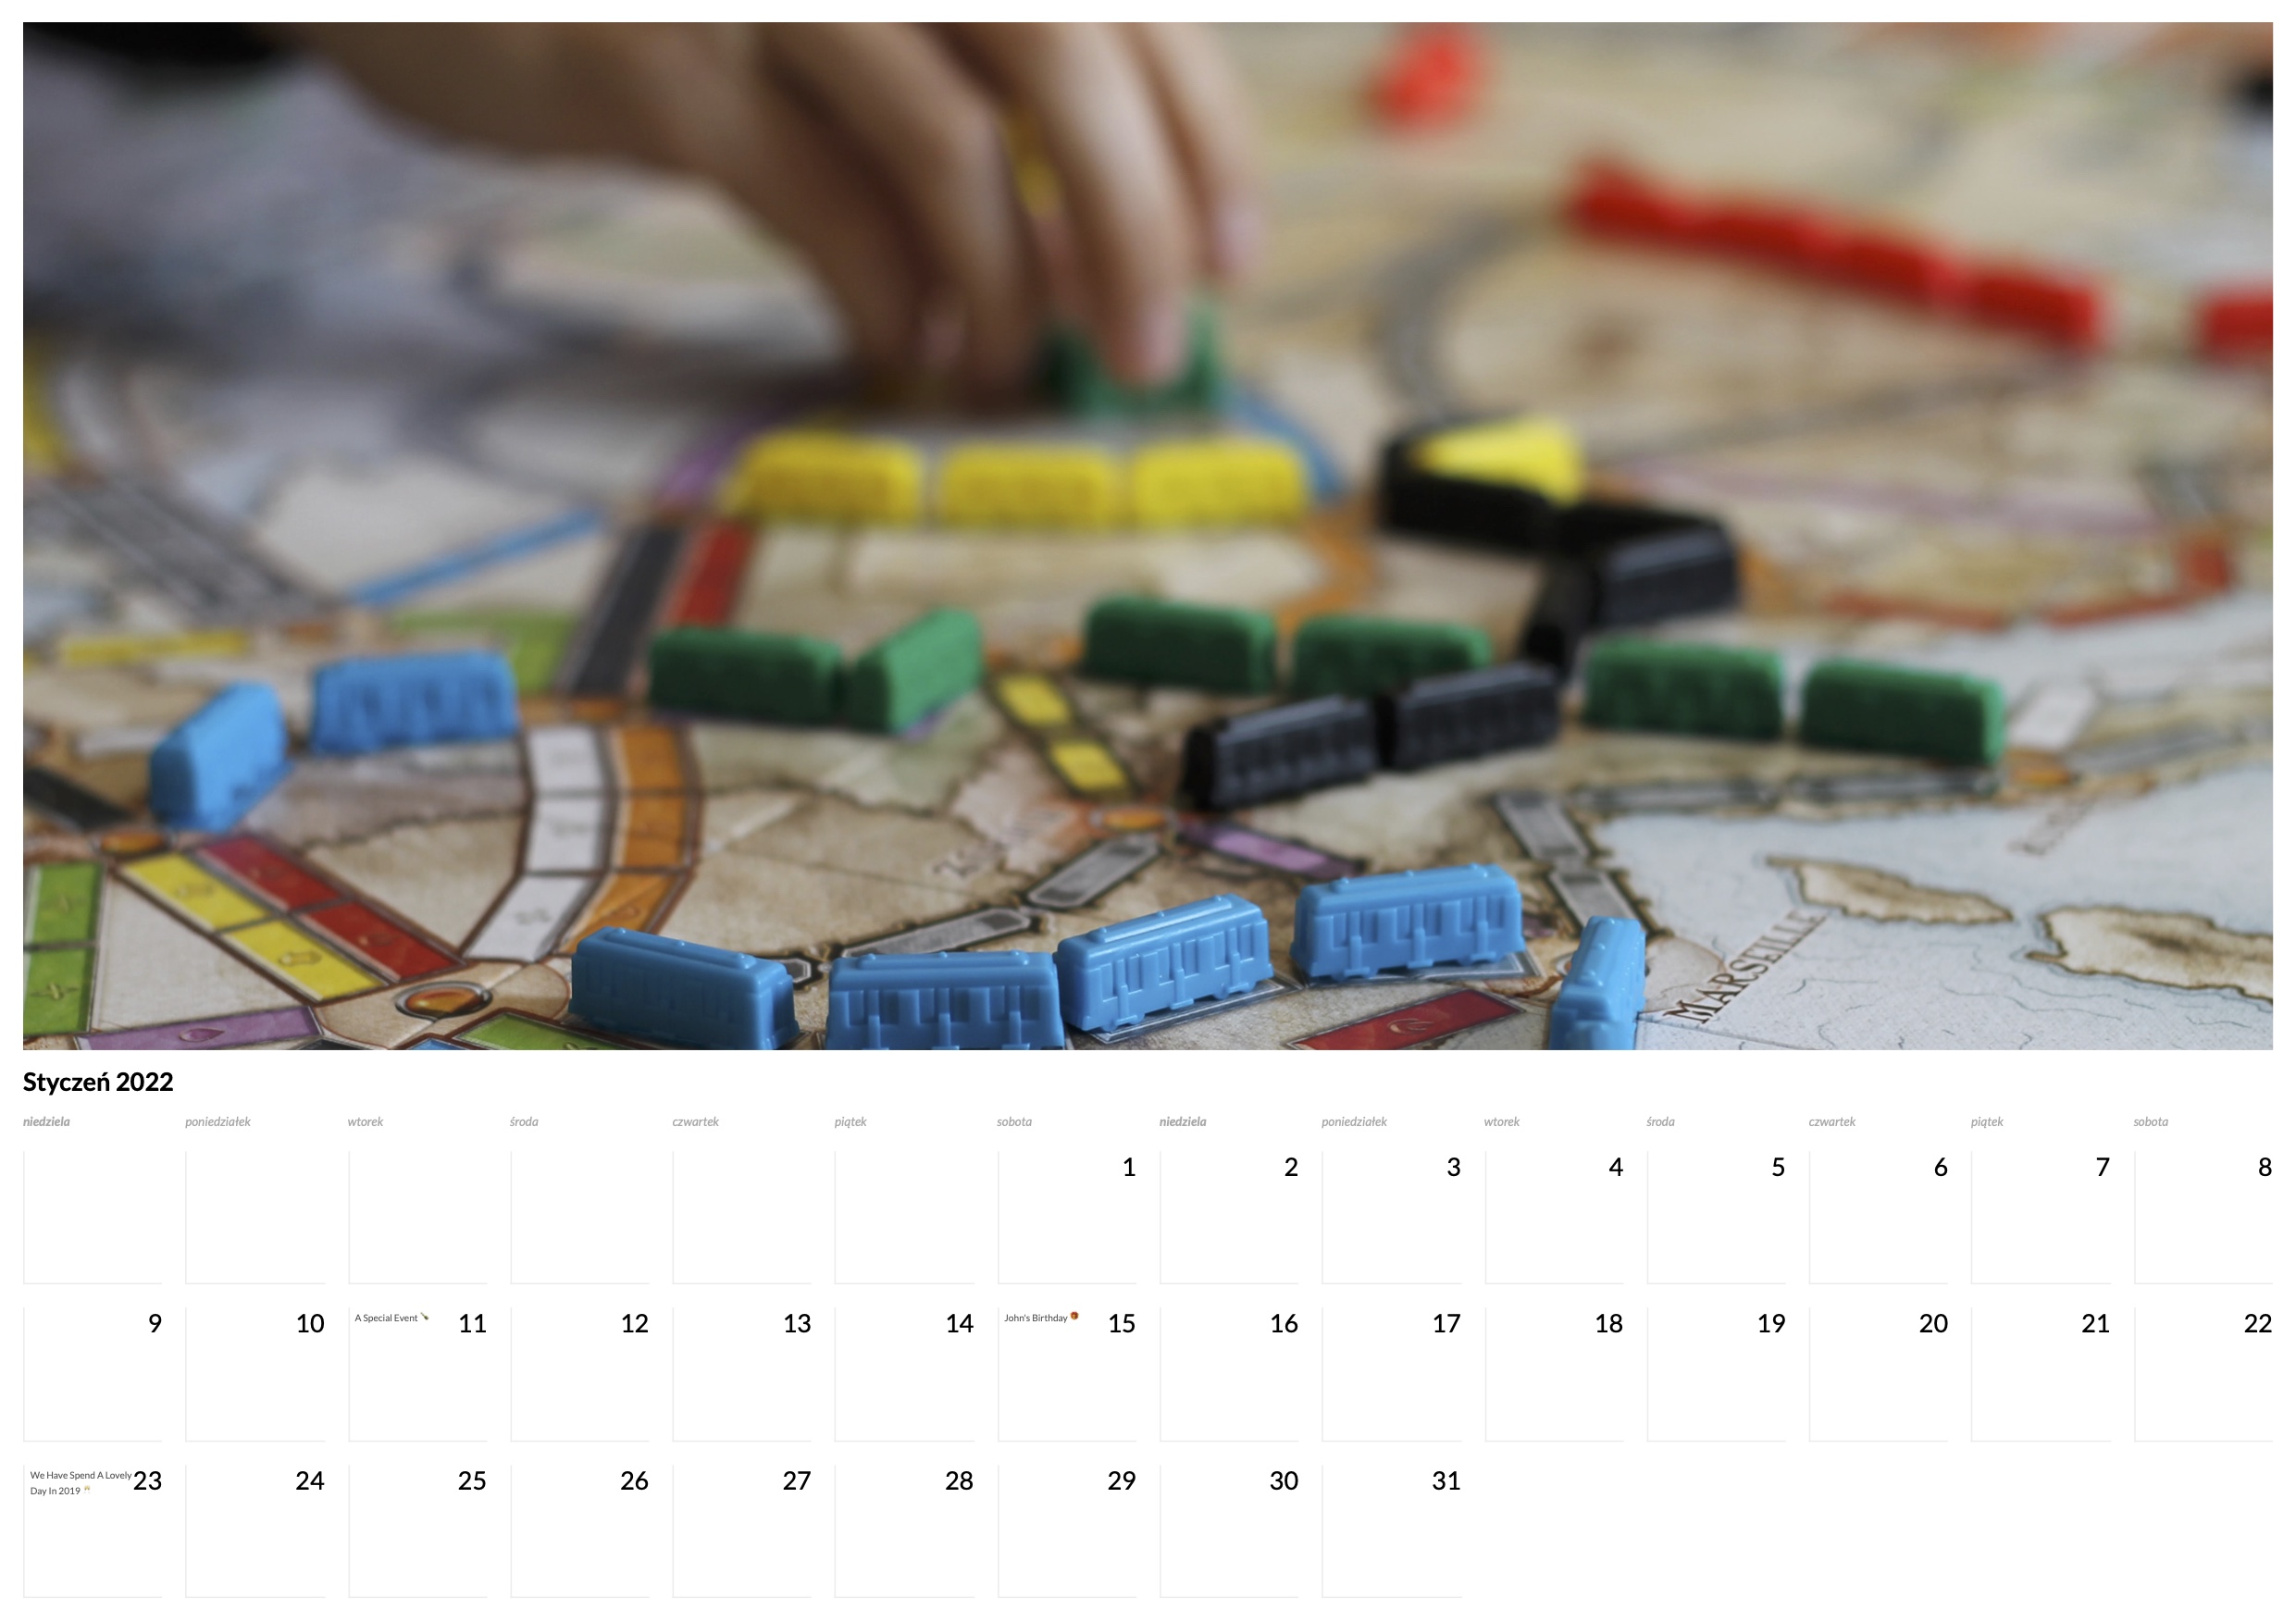 MARSEILLE
Styczeń 2022
niedziela poniedziałek wtorek środa czwartek piątek sobota niedziela poniedziałek wtorek środa czwartek piątek sobota
1 2 3 4 5 6 7 8
9 10 A Special Event 11 12 13 14 John's Birthday 15 16 17 18 19 20 21 22
We Have Spend A Lovely 23 24 25 26 27 28 29 30 31
Day In 2019